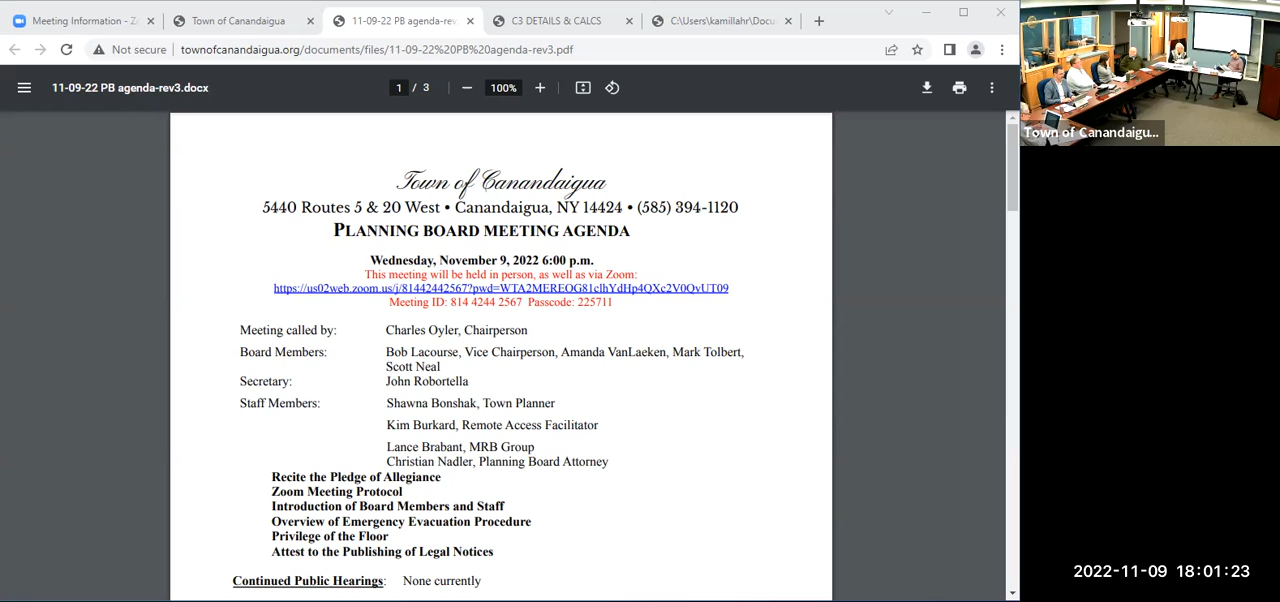 Meeting Information - Z
Town of Canandaigua
11-09-22 PB agenda-rev3.
C3 DETAILS & CALCS
C:\Users\kamillahr\Docu
Not secure
townofcanandaigua.org/documents/files/11-09-22%20PB%20agenda-rev3.pdf
11-09-22 PB agenda-rev3.docx
1 / 3
100%
Town of Canandaigu...
Town of Canandaigua
5440 Routes 5 & 20 West • Canandaigua, NY 14424 • (585) 394-1120
PLANNING BOARD MEETING AGENDA
Wednesday, November 9, 2022 6:00 p.m.
This meeting will be held in person, as well as via Zoom:
https://us02web.zoom.us/j/81442442567?pwd=WTA2MEREOG81clhYdHp4QXc2V0QvUT09
Meeting ID: 814 4244 2567 Passcode: 225711
Meeting called by: Charles Oyler, Chairperson
Board Members: Bob Lacourse, Vice Chairperson, Amanda VanLaeken, Mark Tolbert,
Scott Neal
Secretary: John Robortella
Staff Members: Shawna Bonshak, Town Planner
Kim Burkard, Remote Access Facilitator
Lance Brabant, MRB Group
Christian Nadler, Planning Board Attorney
Recite the Pledge of Allegiance
Zoom Meeting Protocol
Introduction of Board Members and Staff
Overview of Emergency Evacuation Procedure
Privilege of the Floor
Attest to the Publishing of Legal Notices
Continued Public Hearings: None currently
2022-11-09 18:01:23